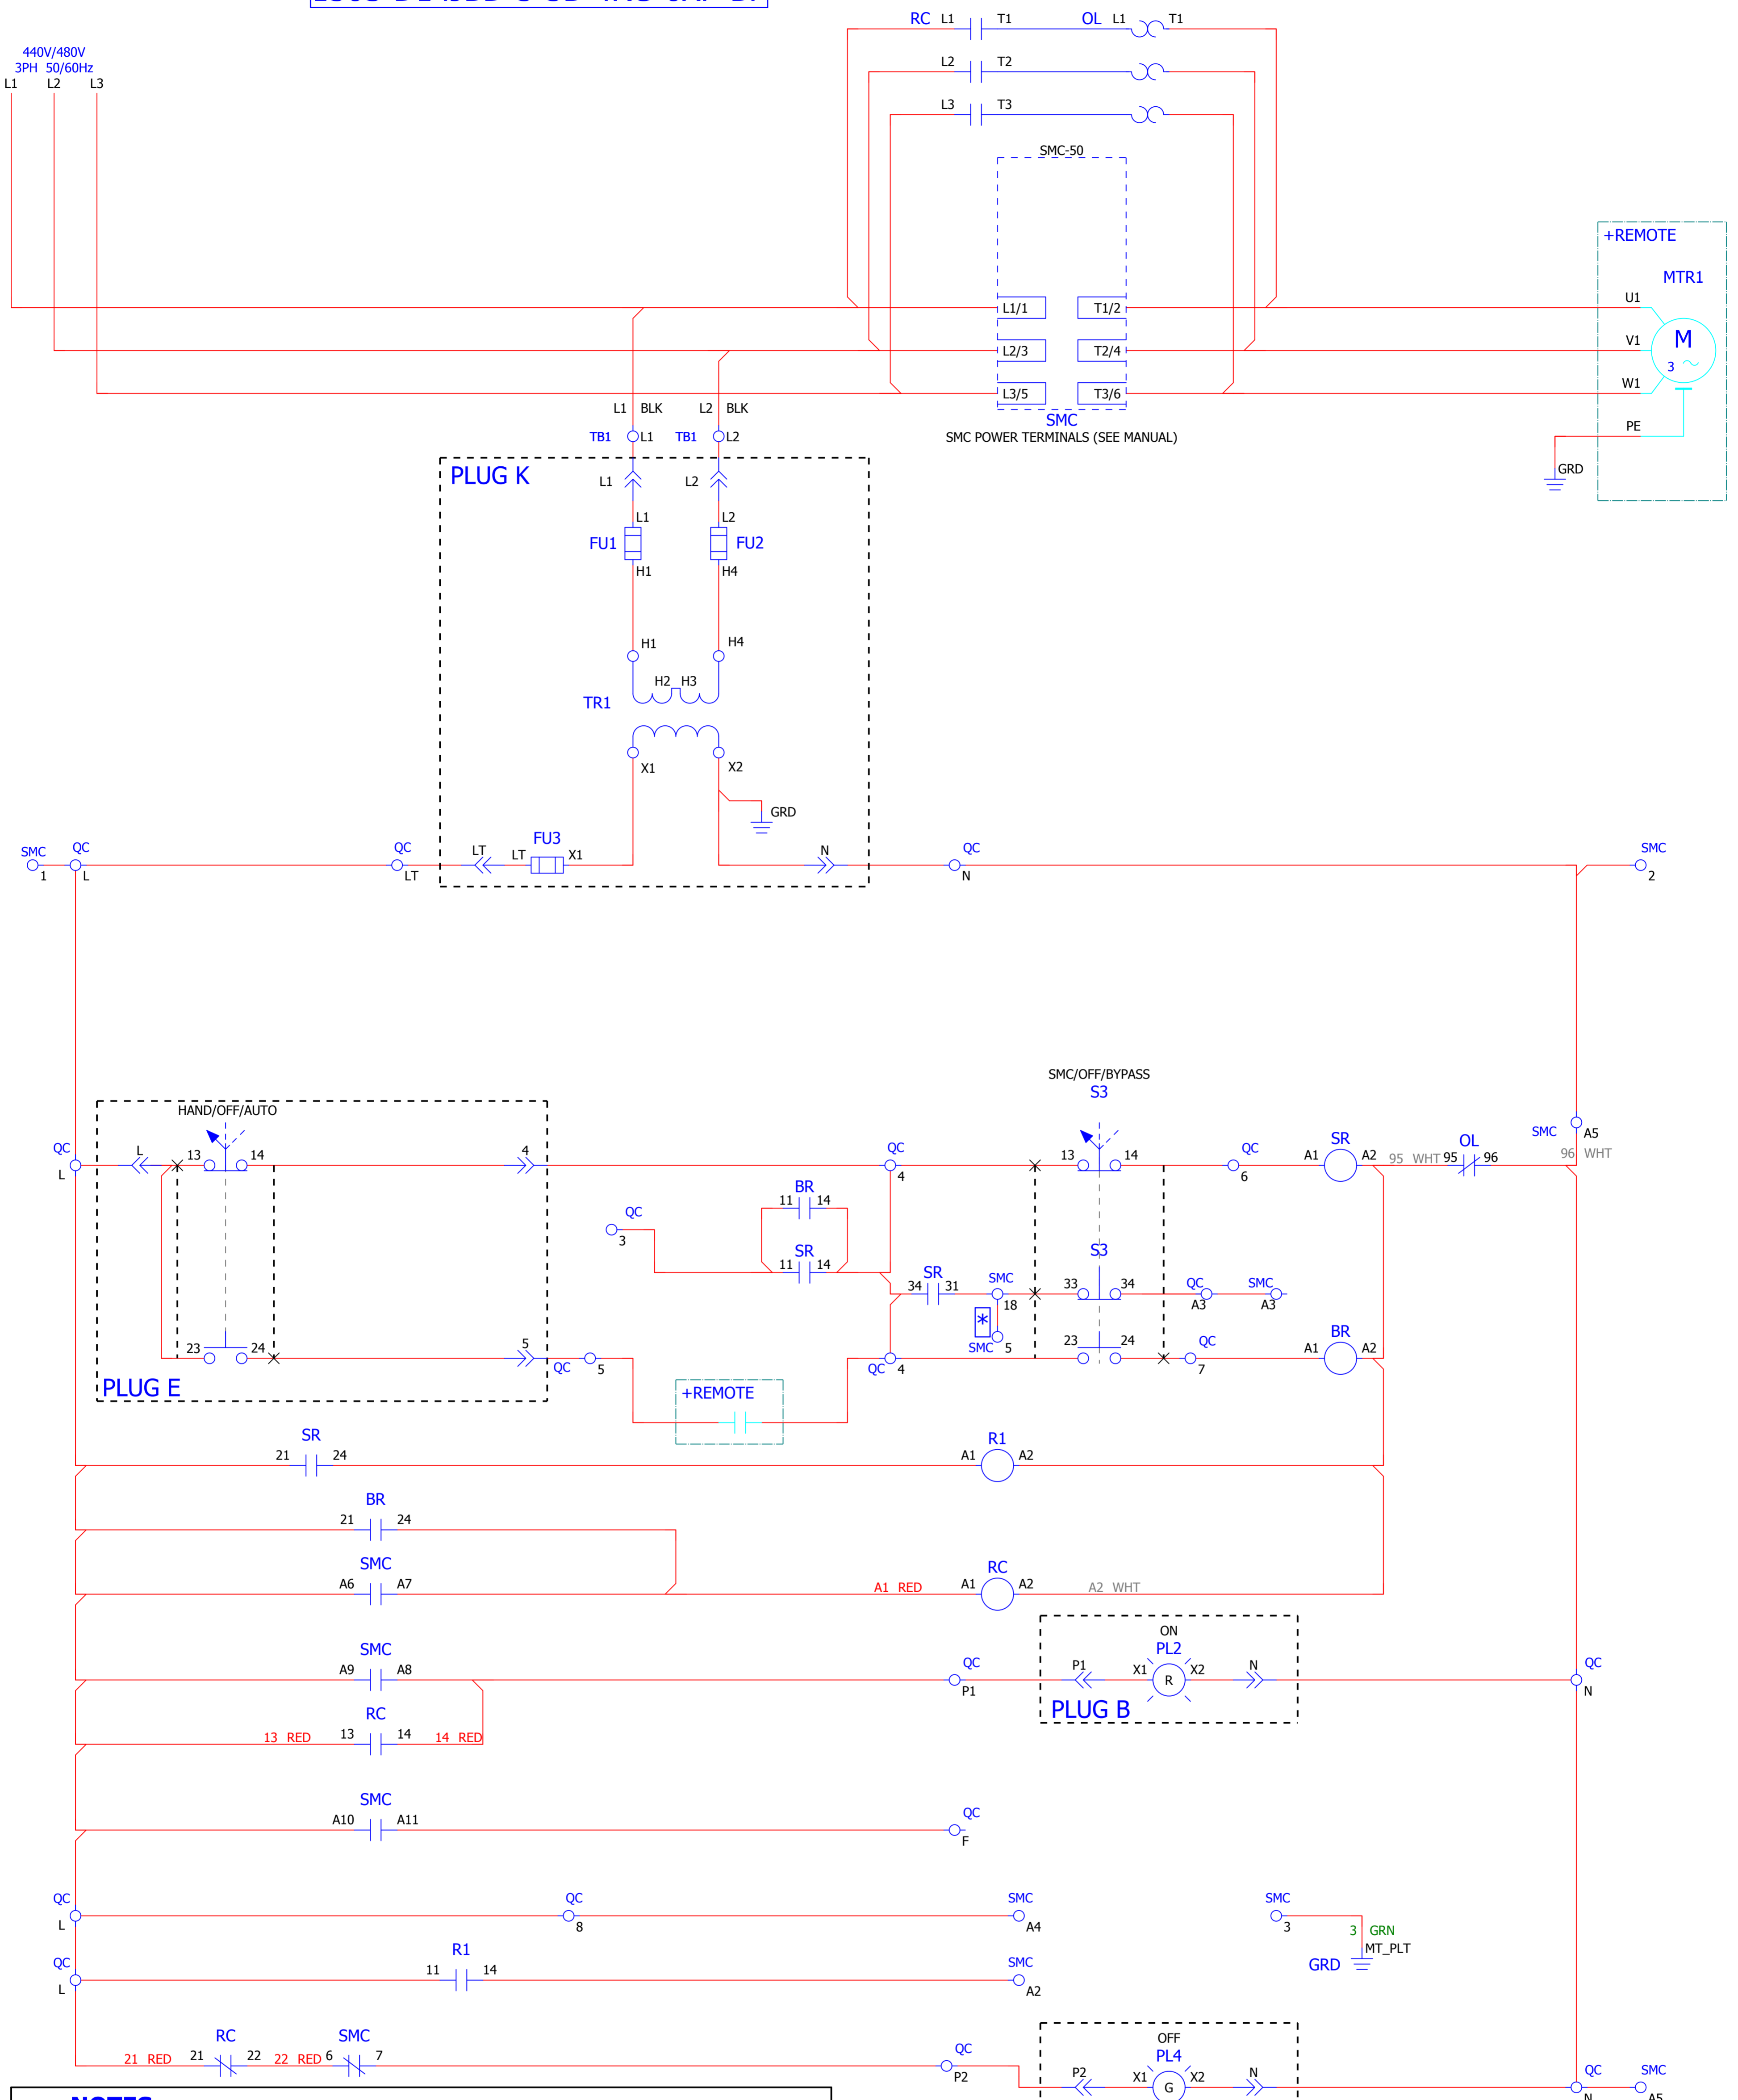 440V/480V
3PH 50/60Hz
L1 L2 L3
RC L1 T1 OL L1 T1
L2 T2
L3 T3
SMC-50
L1/1 T1/2
L2/3 T2/4
L3/5 T3/6
SMC
SMC POWER TERMINALS (SEE MANUAL)
+REMOTE
MTR1
U1
V1
W1
M
3
PE
GRD
L1 BLK L2 BLK
TB1 L1 TB1 L2
PLUG K
L1 L2
L1 L2
FU1 FU2
H1 H4
H1 H4
H2 H3
TR1
X1 X2
GRD
SMC QC QC LT LT FU3 X1 N QC SMC
1 L LT N 2
SMC/OFF/BYPASS
S3
HAND/OFF/AUTO
QC L 13 14 4 QC 13 14 QC SR OL SMC A5
L 4 6 A1 A2 95 WHT 95 96 96 WHT
BR
11 14
QC
3
SR
11 14
SR
34 31 SMC S3
18 33 34 QC SMC
A3 A3
*
SMC 5
23 24 5 QC 5 QC 4 23 24 QC 7 BR A1 A2
PLUG E
+REMOTE
SR R1
21 24 A1 A2
BR
21 24
SMC RC
A6 A7 A1 RED A1 A2 A2 WHT
ON
SMC PL2
A9 A8 QC P1 P1 X1 R X2 N QC N
PLUG B
RC
13 RED 13 14 14 RED
SMC
A10 A11 QC
F
QC QC SMC SMC
L 8 A4 3
3 GRN
MT_PLT
GRD
QC R1 SMC
L 11 14 A2
OFF
RC SMC PL4
21 RED 21 22 22 RED 6 7 QC P2 P2 X1 G X2 N QC SMC
N A5
NOTES